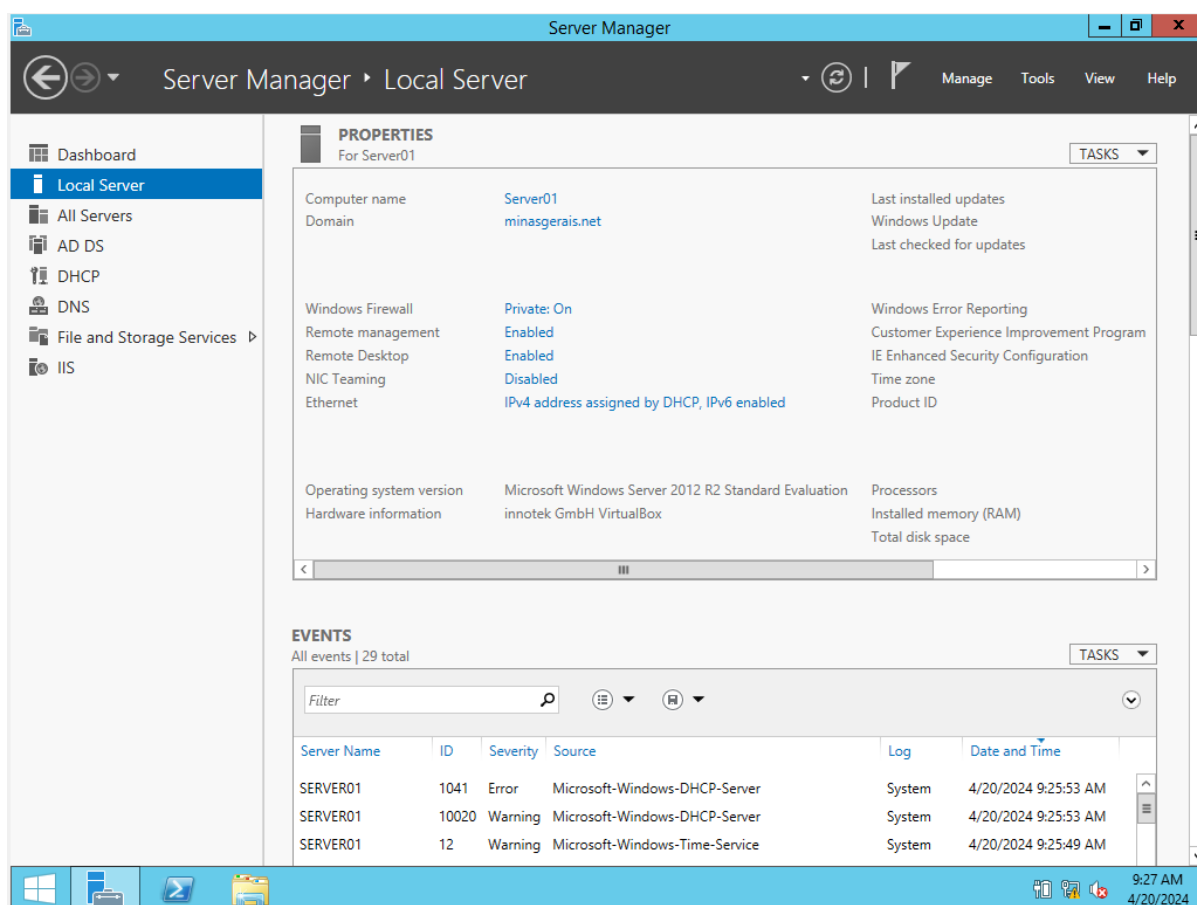 Server Manager
Server Manager ‣ Local Server
Manage Tools View Help
Dashboard
Local Server
All Servers
AD DS
DHCP
DNS
File and Storage Services
IIS
PROPERTIES
For Server01
TASKS
Computer name Server01 Last installed updates
Domain minasgerais.net Windows Update
Last checked for updates
Windows Firewall Private: On Windows Error Reporting
Remote management Enabled Customer Experience Improvement Program
Remote Desktop Enabled IE Enhanced Security Configuration
NIC Teaming Disabled Time zone
Ethernet IPv4 address assigned by DHCP, IPv6 enabled Product ID
Operating system version Microsoft Windows Server 2012 R2 Standard Evaluation Processors
Hardware information innotek GmbH VirtualBox Installed memory (RAM)
Total disk space
EVENTS
All events | 29 total
TASKS
Filter
Server Name ID Severity Source Log Date and Time
SERVER01 1041 Error Microsoft-Windows-DHCP-Server System 4/20/2024 9:25:53 AM
SERVER01 10020 Warning Microsoft-Windows-DHCP-Server System 4/20/2024 9:25:53 AM
SERVER01 12 Warning Microsoft-Windows-Time-Service System 4/20/2024 9:25:49 AM
9:27 AM
4/20/2024